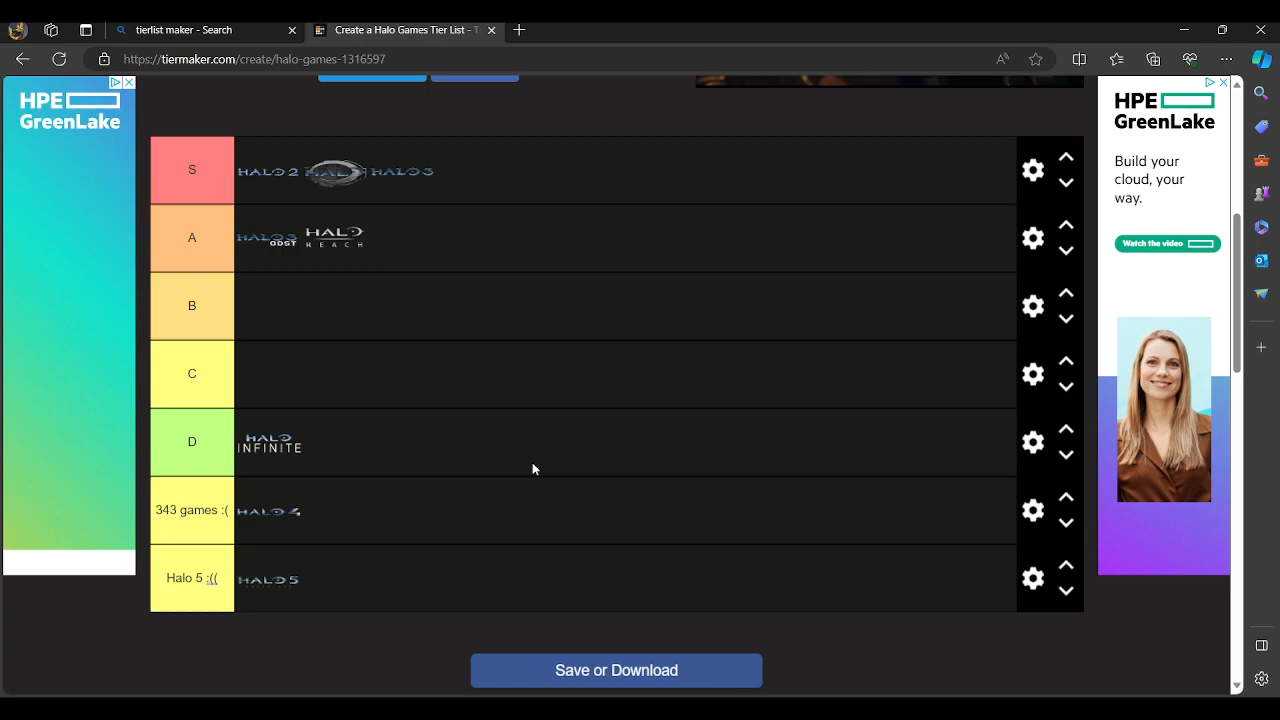 tierlist maker - Search
Create a Halo Games Tier List - T
https://tiermaker.com/create/halo-games-1316597
HPE
GreenLake
HPE
GreenLake
Build your
cloud, your
way.
Watch the video
S
HALO 2
HALO
HALO 3
A
HALO 3
ODST
HALO
REACH
B
C
D
HALO
INFINITE
343 games :(
HALO 4
Halo 5 :((
HALO 5
Save or Download